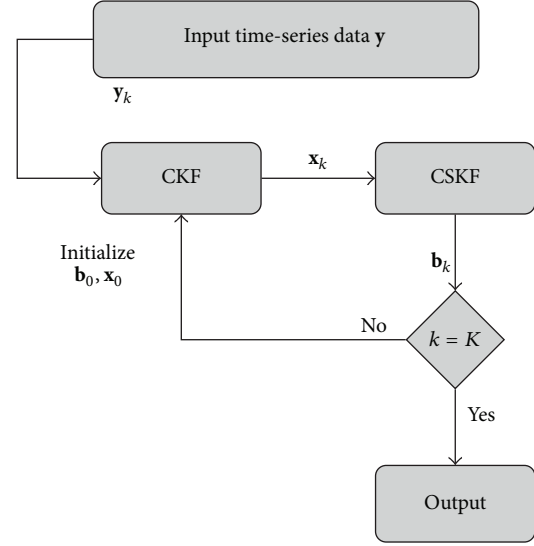 Input time-series data y
y_k
CKF
x_k
CSKF
Initialize
b_0, x_0
b_k
No
k = K
Yes
Output